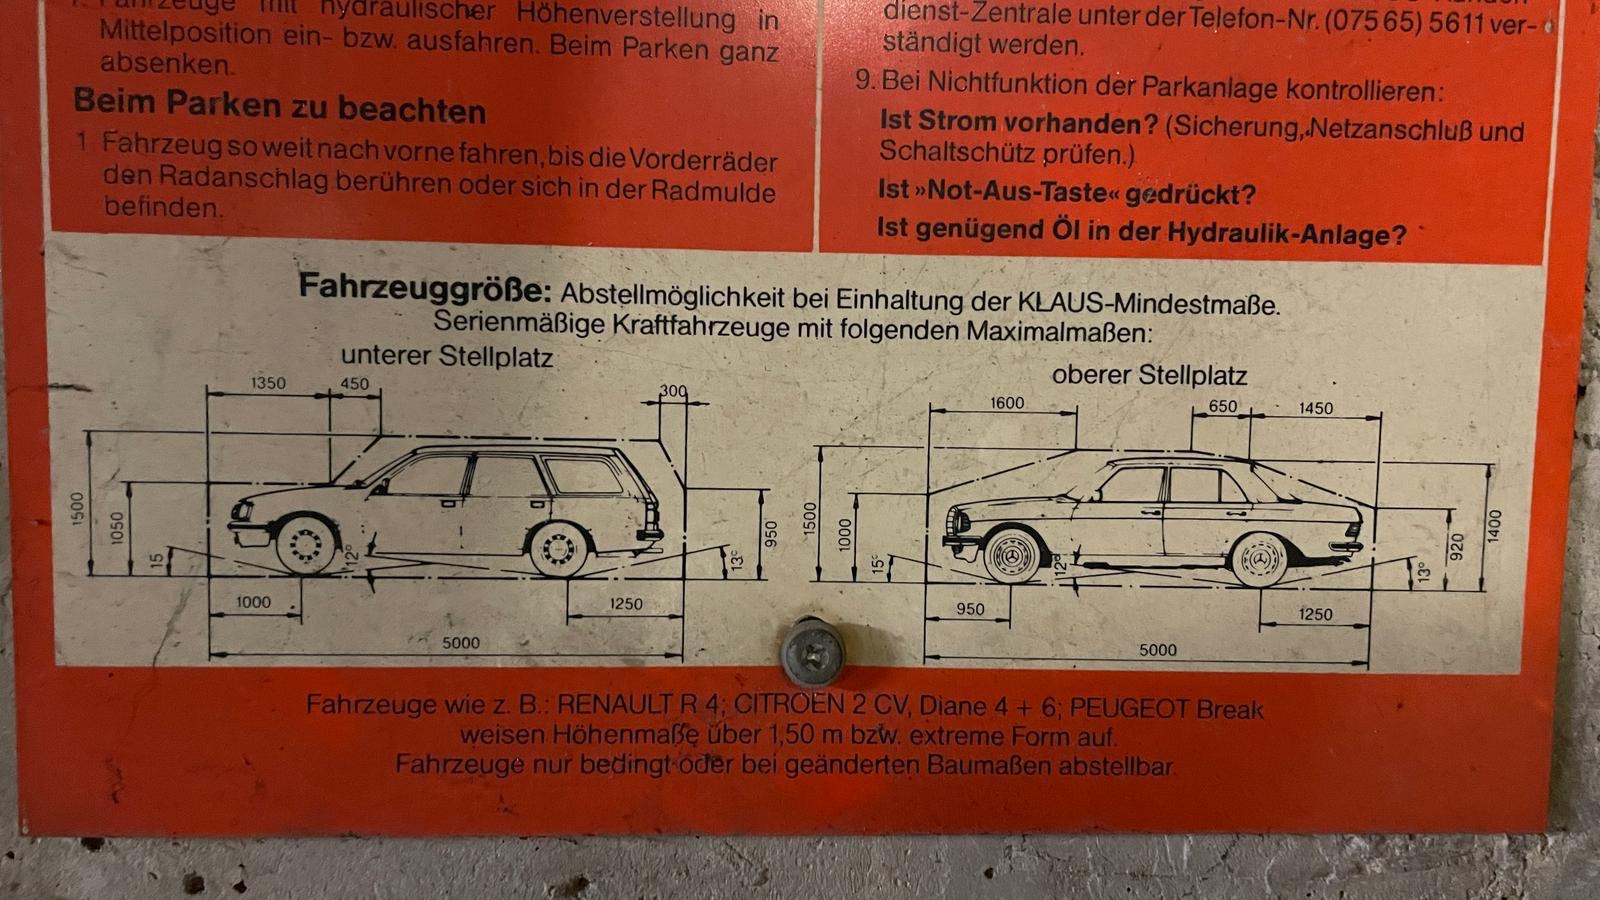 Fahrzeuge mit hydraulischer Höhenverstellung in
Mittelposition ein- bzw. ausfahren. Beim Parken ganz
absenken.
Beim Parken zu beachten
1 Fahrzeug so weit nach vorne fahren, bis die Vorderräder
den Radanschlag berühren oder sich in der Radmulde
befinden.
dienst-Zentrale unter der Telefon-Nr. (075 65) 5611 ver-
ständigt werden.
9. Bei Nichtfunktion der Parkanlage kontrollieren:
Ist Strom vorhanden? (Sicherung, Netzanschluß und
Schaltschütz prüfen.)
Ist »Not-Aus-Taste« gedrückt?
Ist genügend Öl in der Hydraulik-Anlage?
Fahrzeuggröße: Abstellmöglichkeit bei Einhaltung der KLAUS-Mindestmaße.
Serienmäßige Kraftfahrzeuge mit folgenden Maximalmaßen:
unterer Stellplatz
1350 450 300
1500 1050 15 12° 13° 950
1000 1250
5000
oberer Stellplatz
1600 650 1450
1500 1000 15° 12° 13° 920 1400
950 1250
5000
Fahrzeuge wie z. B.: RENAULT R 4; CITROEN 2 CV, Diane 4 + 6; PEUGEOT Break
weisen Höhenmaße über 1,50 m bzw. extreme Form auf.
Fahrzeuge nur bedingt oder bei geänderten Baumaßen abstellbar.